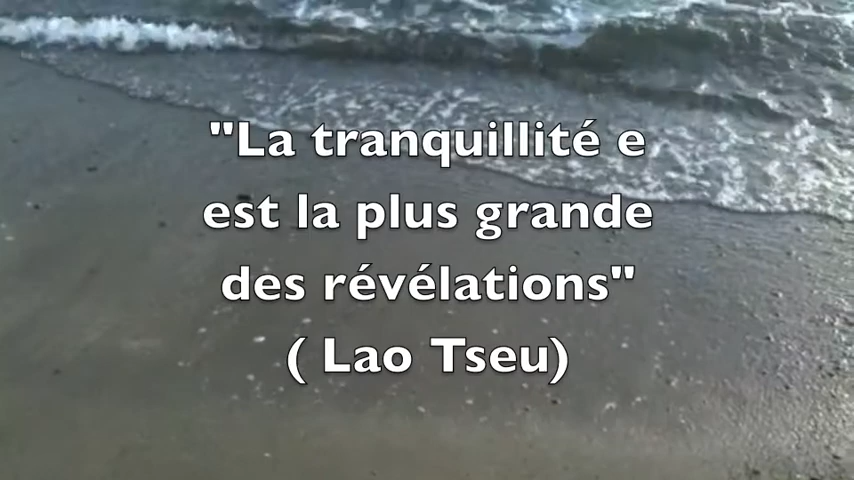 "La tranquillité e
est la plus grande
des révélations"
( Lao Tseu)